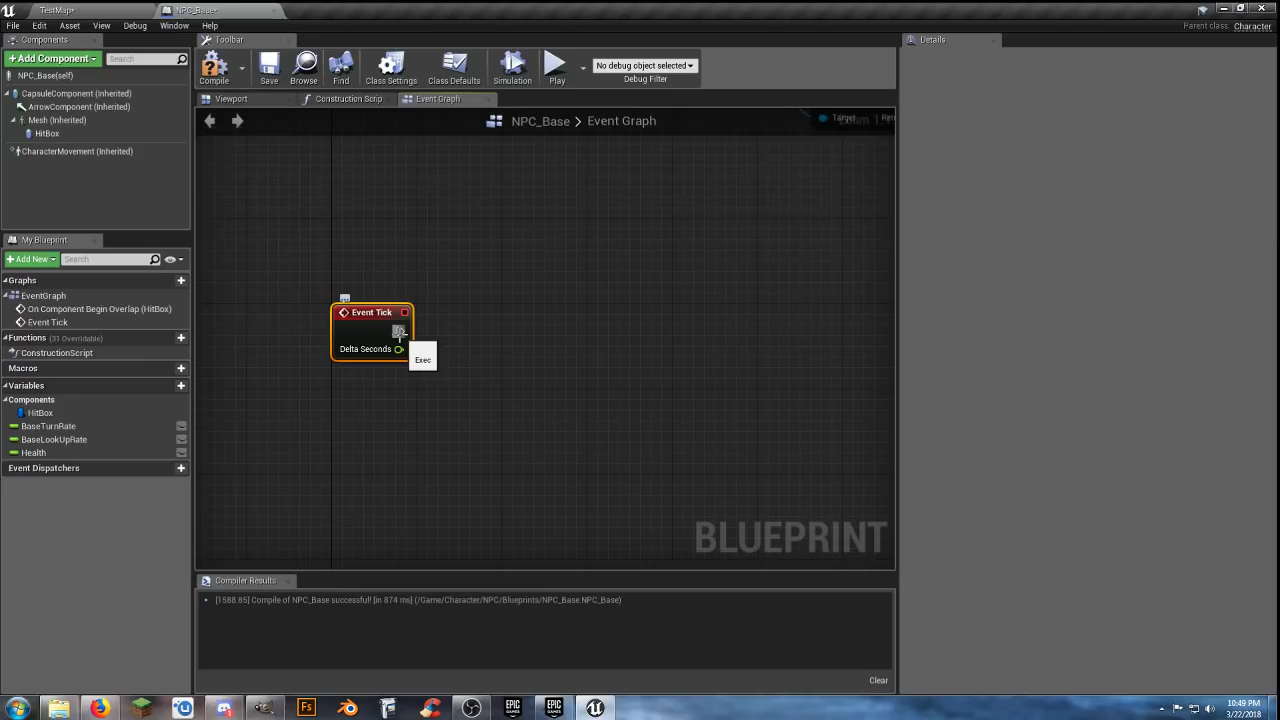 TestMap*
NPC_Base*
File Edit Asset View Debug Window Help
Parent class: Character
Components
Toolbar
Details
+Add Component
Search
NPC_Base(self)
CapsuleComponent (Inherited)
ArrowComponent (Inherited)
Mesh (Inherited)
HitBox
CharacterMovement (Inherited)
Compile
Save
Browse
Find
Class Settings
Class Defaults
Simulation
Play
No debug object selected
Debug Filter
Viewport
Construction Scrip
Event Graph
NPC_Base > Event Graph
Target
Event Tick
Delta Seconds
Exec
BLUEPRINT
My Blueprint
+Add New
Search
Graphs
EventGraph
On Component Begin Overlap (HitBox)
Event Tick
Functions (31 Overridable)
ConstructionScript
Macros
Variables
Components
HitBox
BaseTurnRate
BaseLookUpRate
Health
Event Dispatchers
Compiler Results
[1588.85] Compile of NPC_Base successful! [in 874 ms] (/Game/Character/NPC/Blueprints/NPC_Base.NPC_Base)
Clear
Fs
EPIC GAMES
EPIC GAMES
10:49 PM
3/22/2018